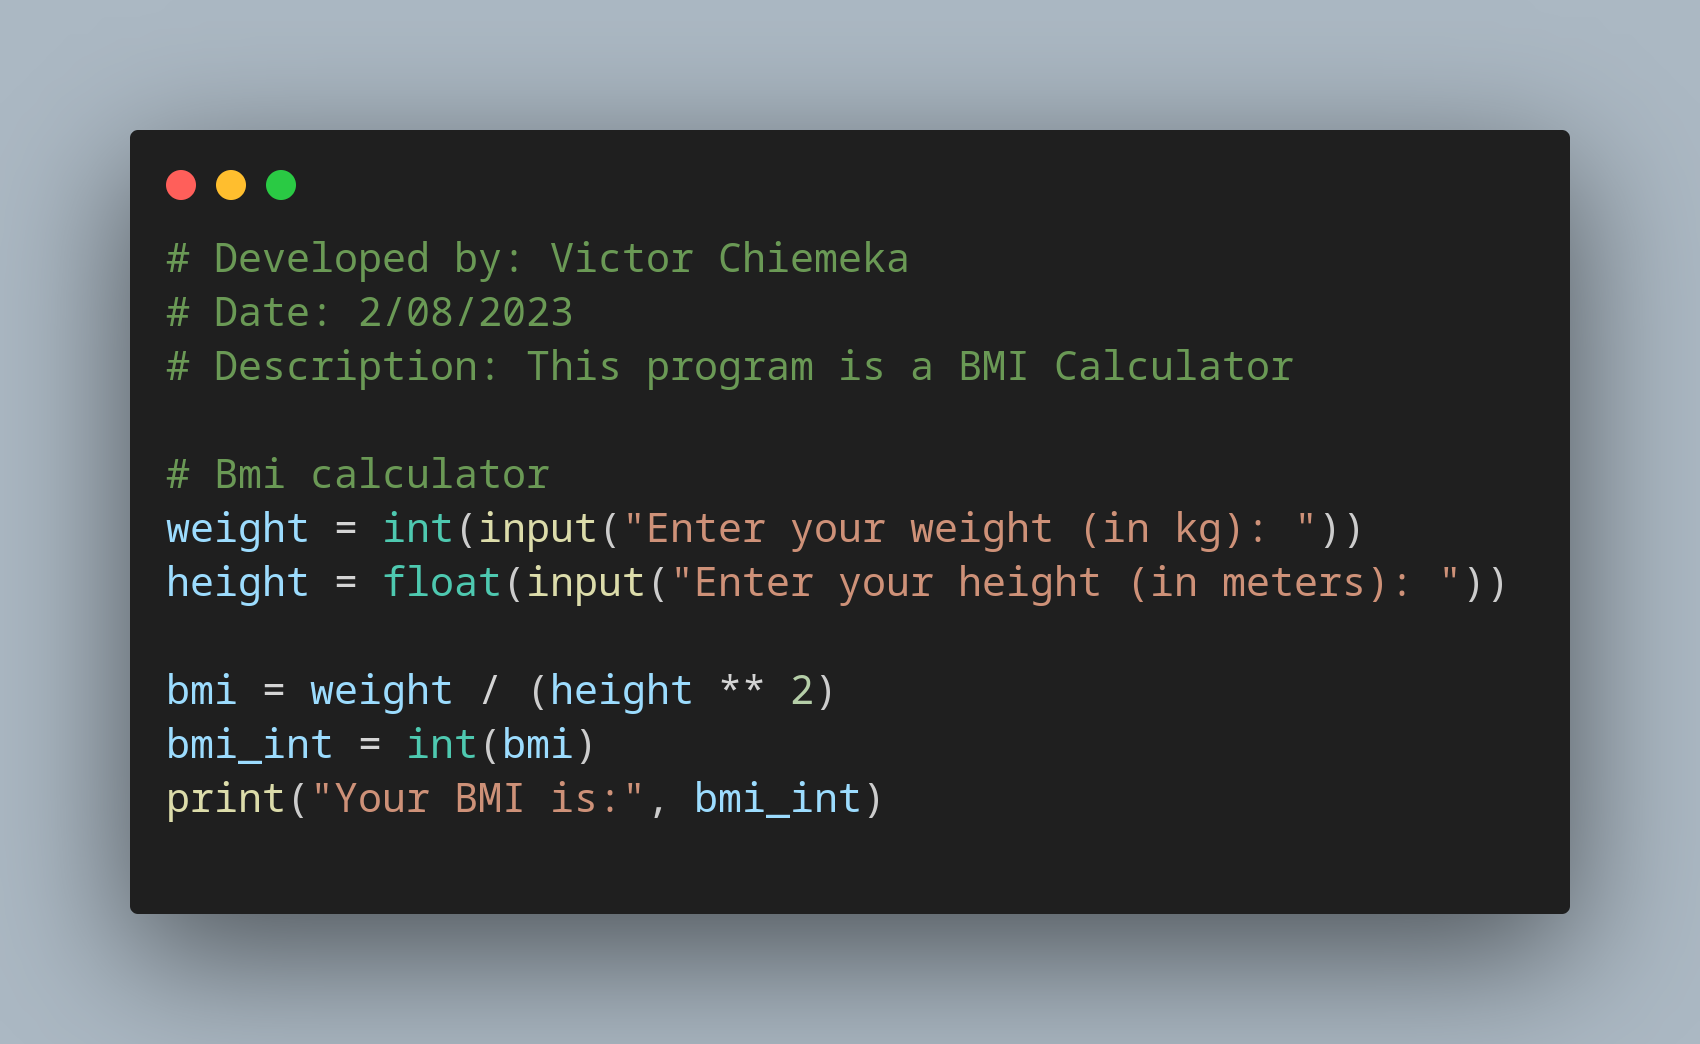 # Developed by: Victor Chiemeka
# Date: 2/08/2023
# Description: This program is a BMI Calculator
# Bmi calculator
weight = int(input("Enter your weight (in kg): "))
height = float(input("Enter your height (in meters): "))
bmi = weight / (height ** 2)
bmi_int = int(bmi)
print("Your BMI is:", bmi_int)